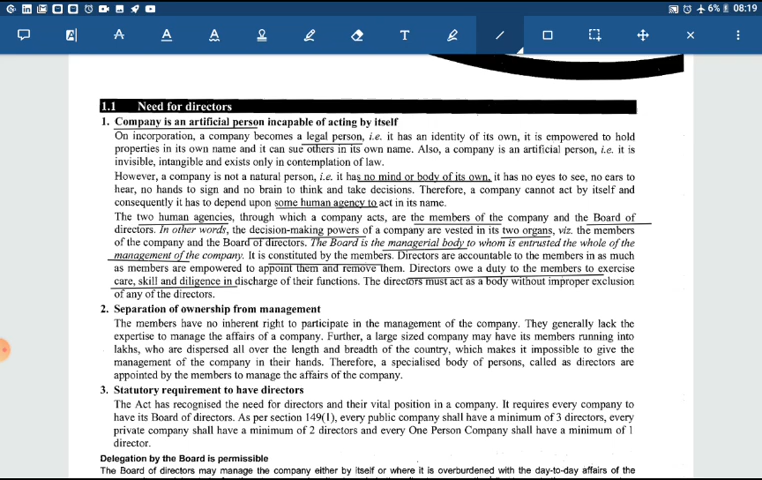 6% 08:19
T
1.1 Need for directors
1. Company is an artificial person incapable of acting by itself
On incorporation, a company becomes a legal person, i.e. it has an identity of its own, it is empowered to hold
properties in its own name and it can sue others in its own name. Also, a company is an artificial person, i.e. it is
invisible, intangible and exists only in contemplation of law.
However, a company is not a natural person, i.e. it has no mind or body of its own, it has no eyes to see, no ears to
hear, no hands to sign and no brain to think and take decisions. Therefore, a company cannot act by itself and
consequently it has to depend upon some human agency to act in its name.
The two human agencies, through which a company acts, are the members of the company and the Board of
directors. In other words, the decision-making powers of a company are vested in its two organs, viz. the members
of the company and the Board of directors. The Board is the managerial body to whom is entrusted the whole of the
management of the company. It is constituted by the members. Directors are accountable to the members in as much
as members are empowered to appoint them and remove them. Directors owe a duty to the members to exercise
care, skill and diligence in discharge of their functions. The directors must act as a body without improper exclusion
of any of the directors.
2. Separation of ownership from management
The members have no inherent right to participate in the management of the company. They generally lack the
expertise to manage the affairs of a company. Further, a large sized company may have its members running into
lakhs, who are dispersed all over the length and breadth of the country, which makes it impossible to give the
management of the company in their hands. Therefore, a specialised body of persons, called as directors are
appointed by the members to manage the affairs of the company.
3. Statutory requirement to have directors
The Act has recognised the need for directors and their vital position in a company. It requires every company to
have its Board of directors. As per section 149(1), every public company shall have a minimum of 3 directors, every
private company shall have a minimum of 2 directors and every One Person Company shall have a minimum of 1
director.
Delegation by the Board is permissible
The Board of directors may manage the company either by itself or where it is overburdened with the day-to-day affairs of the